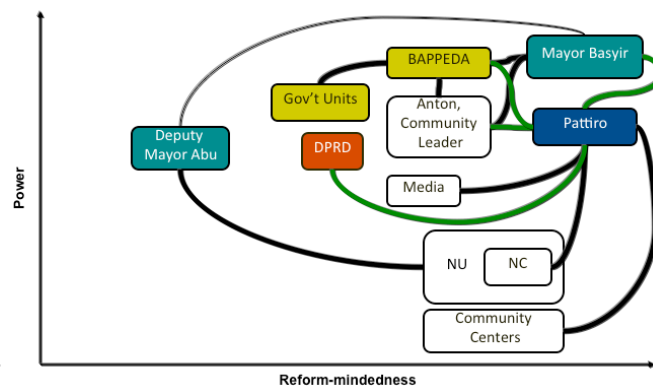 Mayor Basyir
BAPPEDA
Gov't Units
Anton,
Community
Leader
Pattiro
Deputy
Mayor Abu
DPRD
Media
NU
NC
Community
Centers
Power
Reform-mindedness